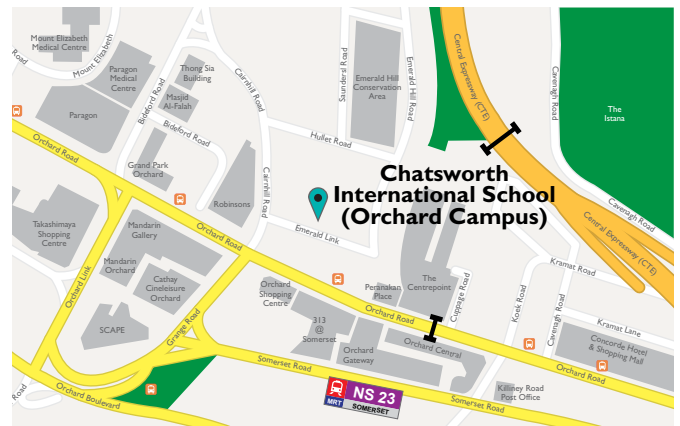 Mount Elizabeth
Medical Centre
Road
Mount Elizabeth
Paragon
Medical
Centre
Paragon
Thong Sia
Building
Masjid
Al-Falah
Bideford Road
Bideford Road
Cairnhill Road
Cairnhill Road
Saunders Road
Emerald Hill
Conservation
Area
Emerald Hill Road
Hullet Road
Central Expressway (CTE)
Cavenagh Road
The
Istana
Cavenagh Road
Central Expressway (CTE)
Orchard Road
Grand Park
Orchard
Robinsons
Chatsworth
International School
(Orchard Campus)
Emerald Link
Takashimaya
Shopping
Centre
Mandarin
Gallery
Orchard Road
Mandarin
Orchard
Cathay
Cineleisure
Orchard
Orchard Link
SCAPE
Grange Road
Orchard
Shopping
Centre
313
@
Somerset
Peranakan
Place
The
Centrepoint
Cuppage Road
Koek Road
Kramat Road
Cavenagh Road
Kramat Lane
Orchard Road
Orchard
Gateway
Orchard Central
Concorde Hotel
& Shopping Mall
Orchard Road
Somerset Road
Somerset Road
Killiney Road
Post Office
Orchard Boulevard
Road
MRT
NS 23
SOMERSET